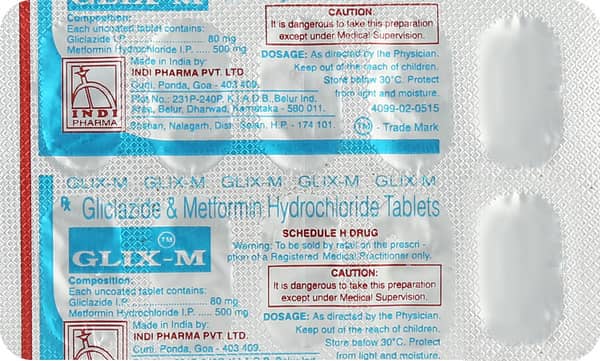 Composition:
Each uncoated tablet contains:
Gliclazide I.P. ........................ 80 mg
Metformin Hydrochloride I.P. ..... 500 mg
Made in India by:
INDI PHARMA PVT. LTD
Curti, Ponda, Goa - 403 409.
Plot No.: 231P-240P, K.I.A.D.B.,Belur Ind.
Area, Belur, Dharwad, Karnataka - 580 011.
Nalagarh, Dist. Solan, H.P. - 174 101.
INDI
PHARMA
CAUTION:
It is dangerous to take this preparation
except under Medical Supervision.
DOSAGE: As directed by the Physician.
Keep out of the reach of children.
Store below 30°C. Protect
from light and moisture.
4099-02-0515
TM - Trade Mark
GLIX-M GLIX-M GLIX-M GLIX-M GLIX M
Rx Gliclazide & Metformin Hydrochloride Tablets
GLIX-M TM
SCHEDULE H DRUG
Warning: To be sold by retail on the prescri -
ption of a Registered Medical Practitioner only.
Composition:
Each uncoated tablet contains:
Gliclazide I.P. ........................ 80 mg
Metformin Hydrochloride I.P. ..... 500 mg
Made in India by:
INDI PHARMA PVT. LTD.
Curti, Ponda, Goa - 403 409.
CAUTION:
It is dangerous to take this preparation
except under Medical Supervision.
DOSAGE: As directed by the Physician.
Keep out of the reach of children.
Store below 30°C. Protect
from light and moisture.